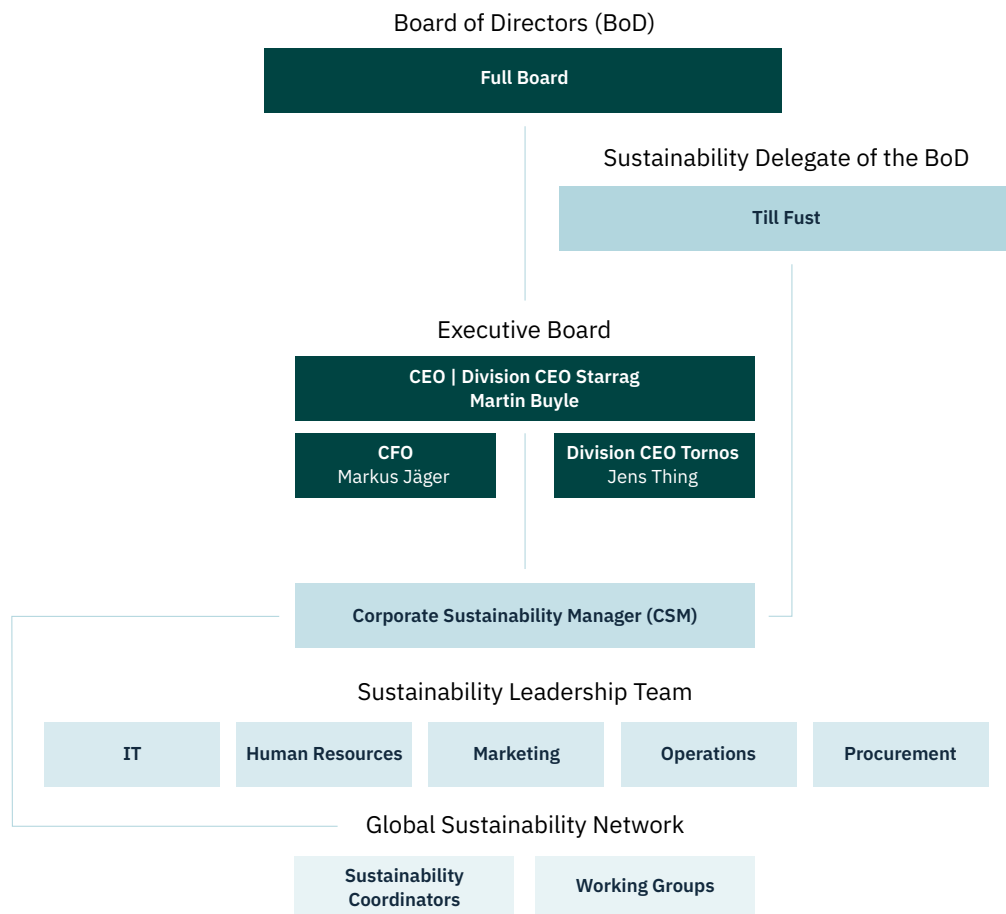 Board of Directors (BoD)
Full Board
Sustainability Delegate of the BoD
Till Fust
Executive Board
CEO | Division CEO Starrag
Martin Buyle
CFO
Markus Jäger
Division CEO Tornos
Jens Thing
Corporate Sustainability Manager (CSM)
Sustainability Leadership Team
IT
Human Resources
Marketing
Operations
Procurement
Global Sustainability Network
Sustainability
Coordinators
Working Groups